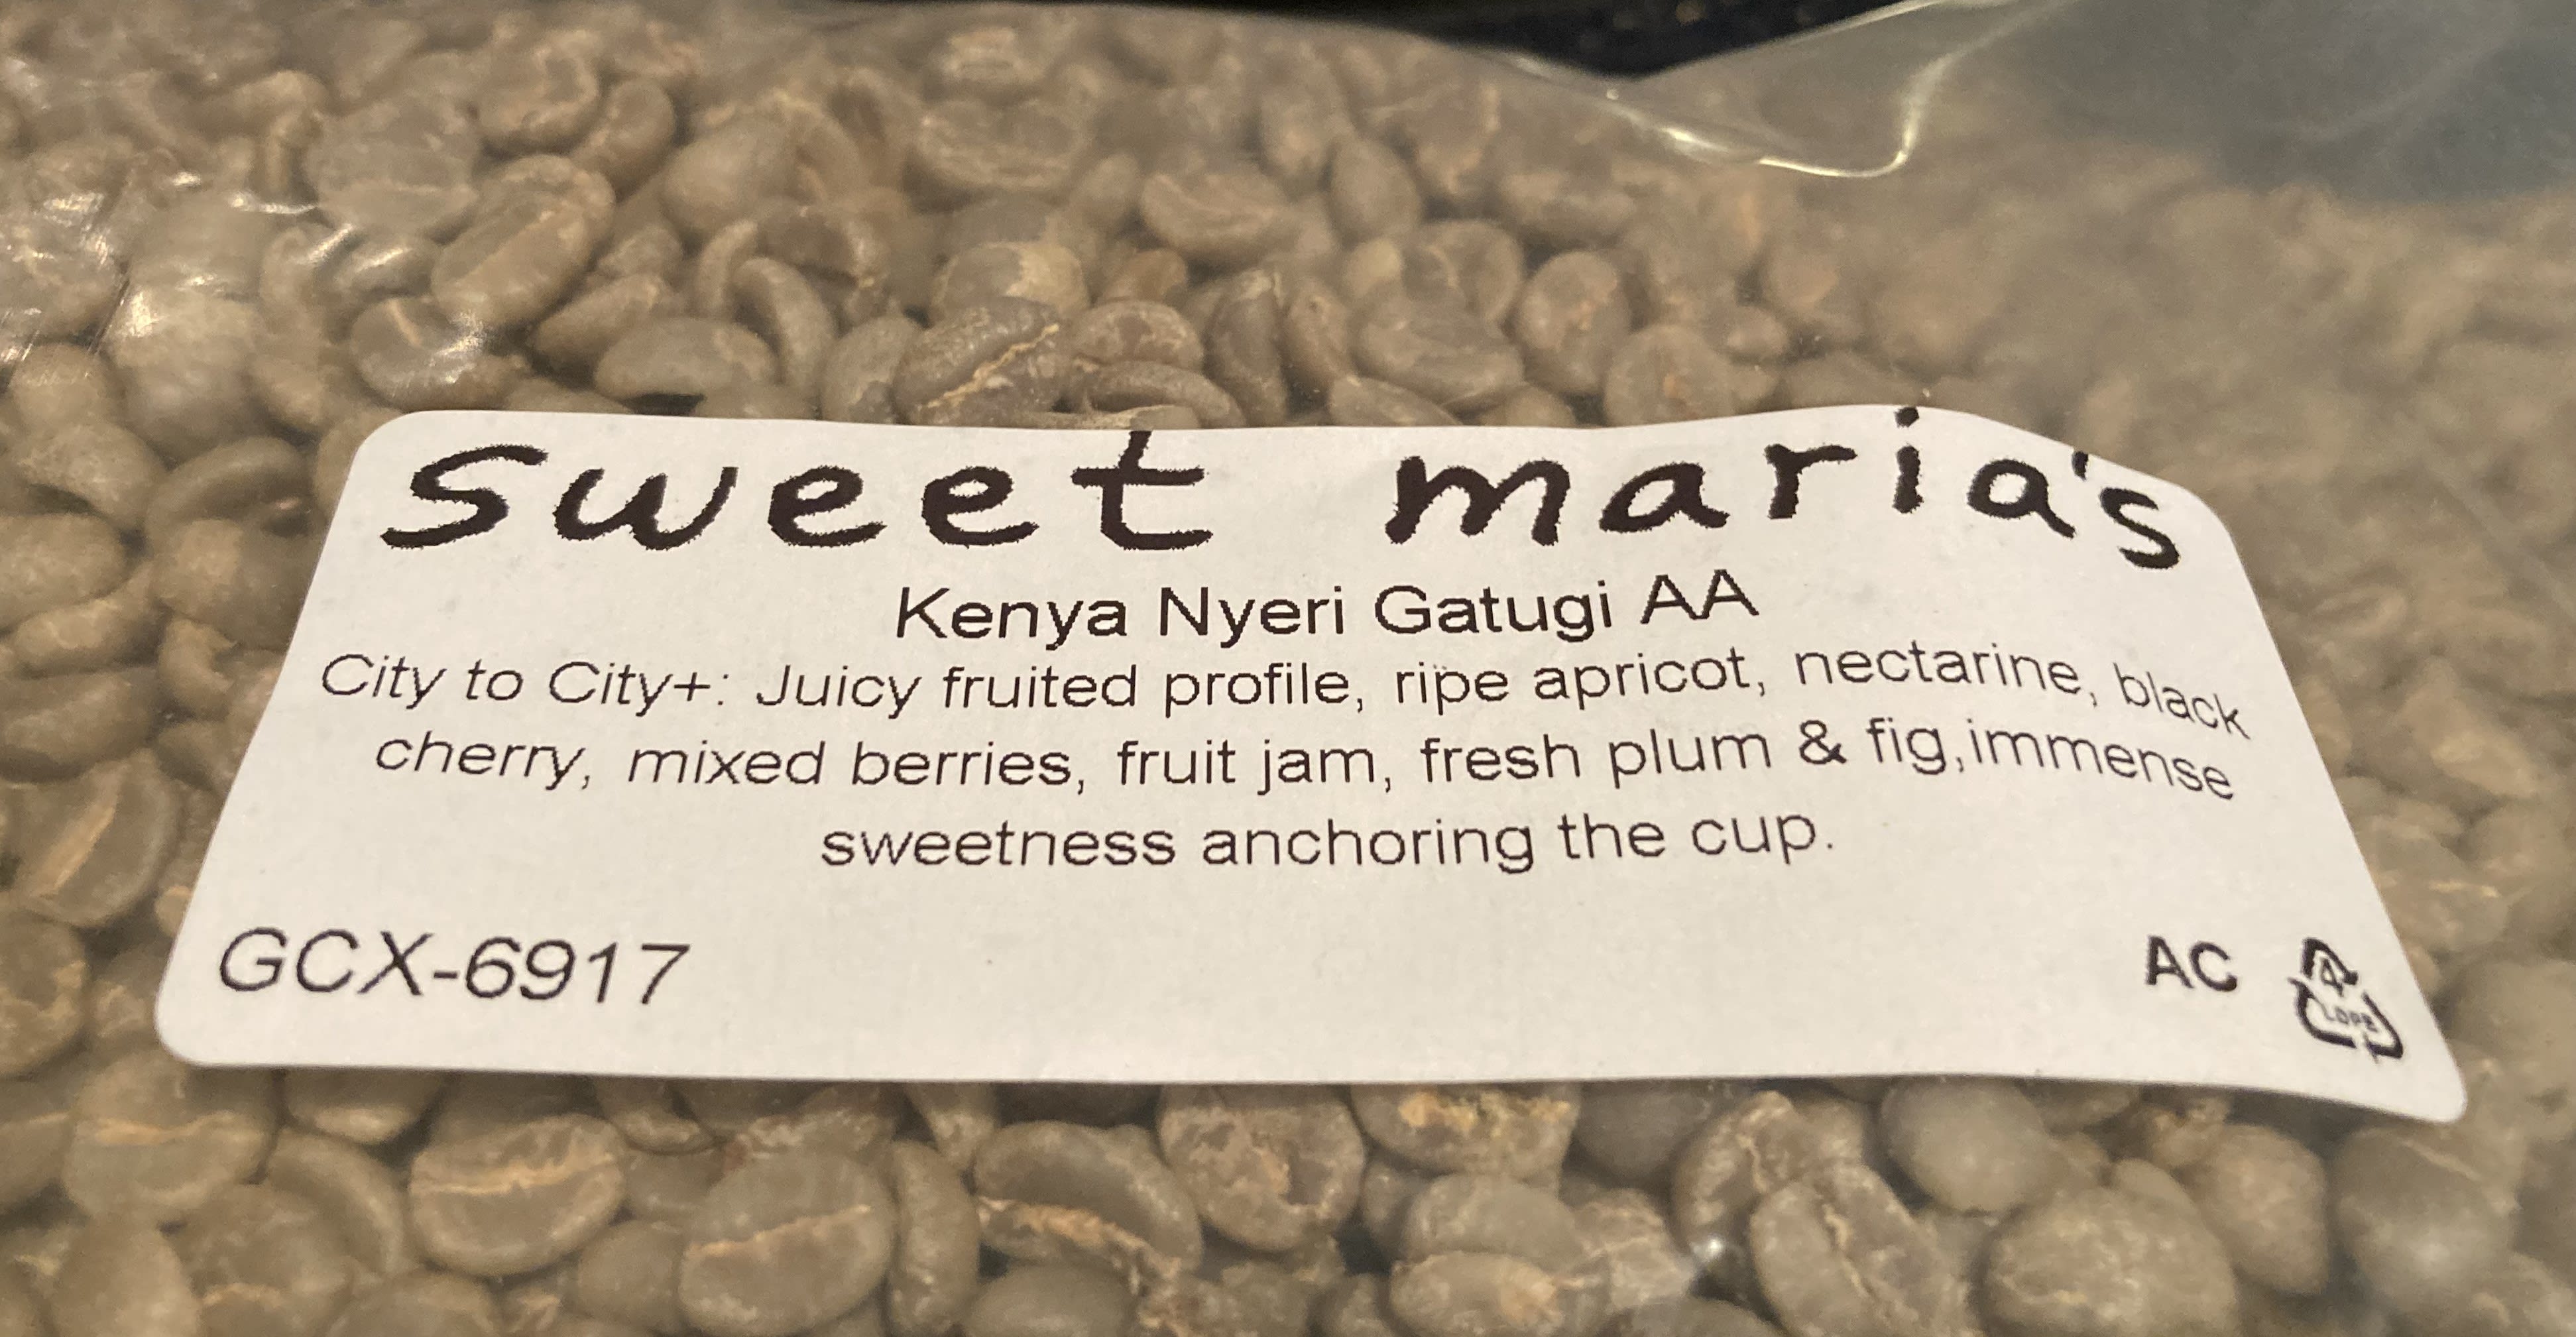 sweet maria's
Kenya Nyeri Gatugi AA
City to City+: Juicy fruited profile, ripe apricot, nectarine, black
cherry, mixed berries, fruit jam, fresh plum & fig,immense
sweetness anchoring the cup.
GCX-6917
AC
4
LDPE